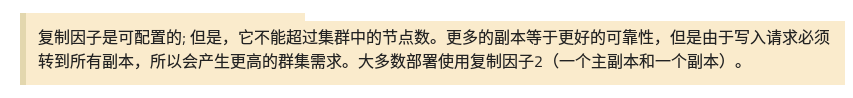 复制因子是可配置的; 但是，它不能超过集群中的节点数。更多的副本等于更好的可靠性，但是由于写入请求必须
转到所有副本，所以会产生更高的群集需求。大多数部署使用复制因子2（一个主副本和一个副本）。